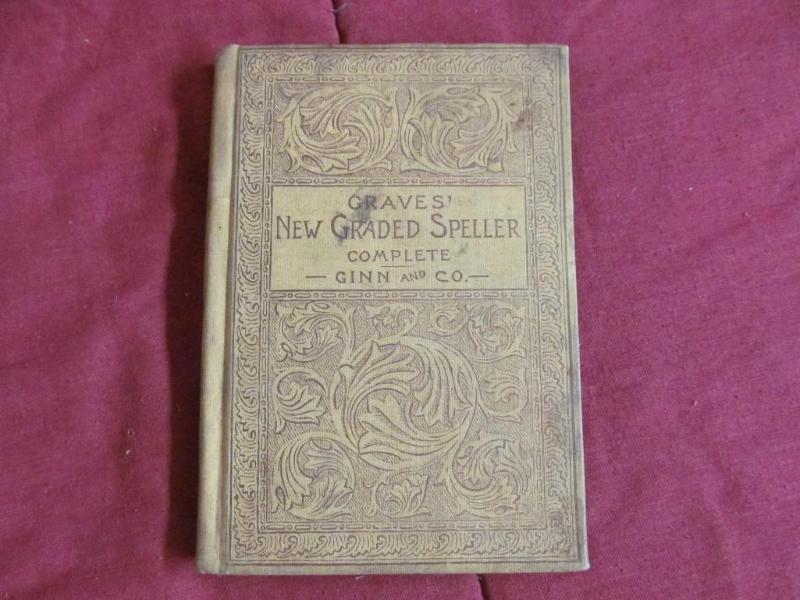 GRAVES'
NEW GRADED SPELLER
COMPLETE
— GINN AND CO. —